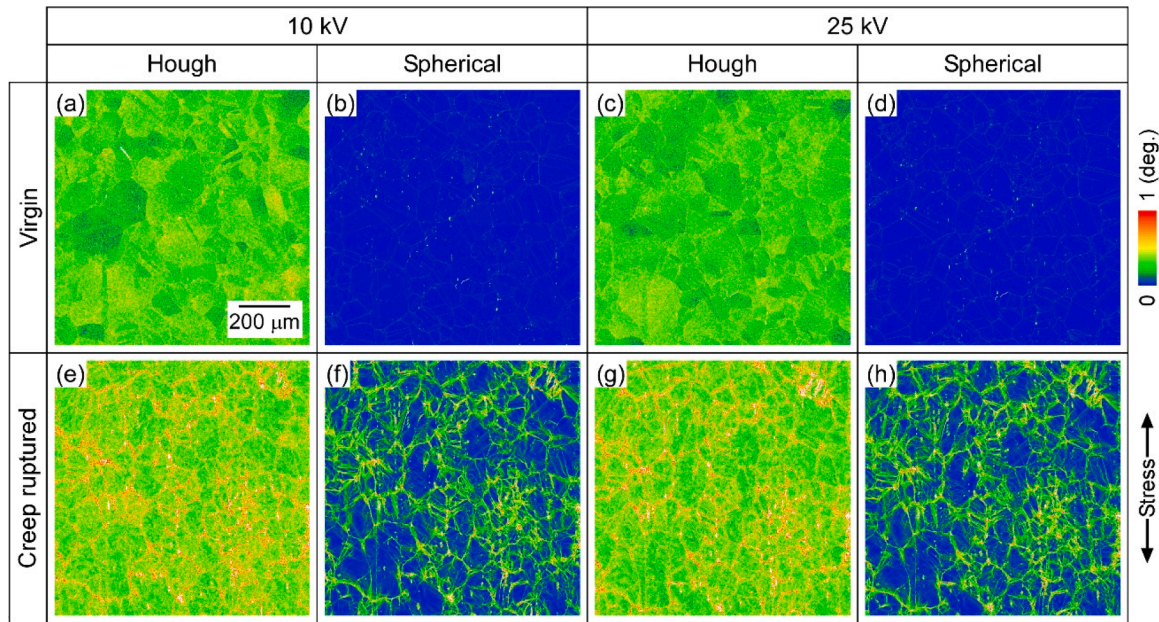 10 kV
25 kV
Hough
Spherical
Hough
Spherical
Virgin
(a)
(b)
(c)
(d)
200 μm
0 1 (deg.)
Creep ruptured
(e)
(f)
(g)
(h)
Stress